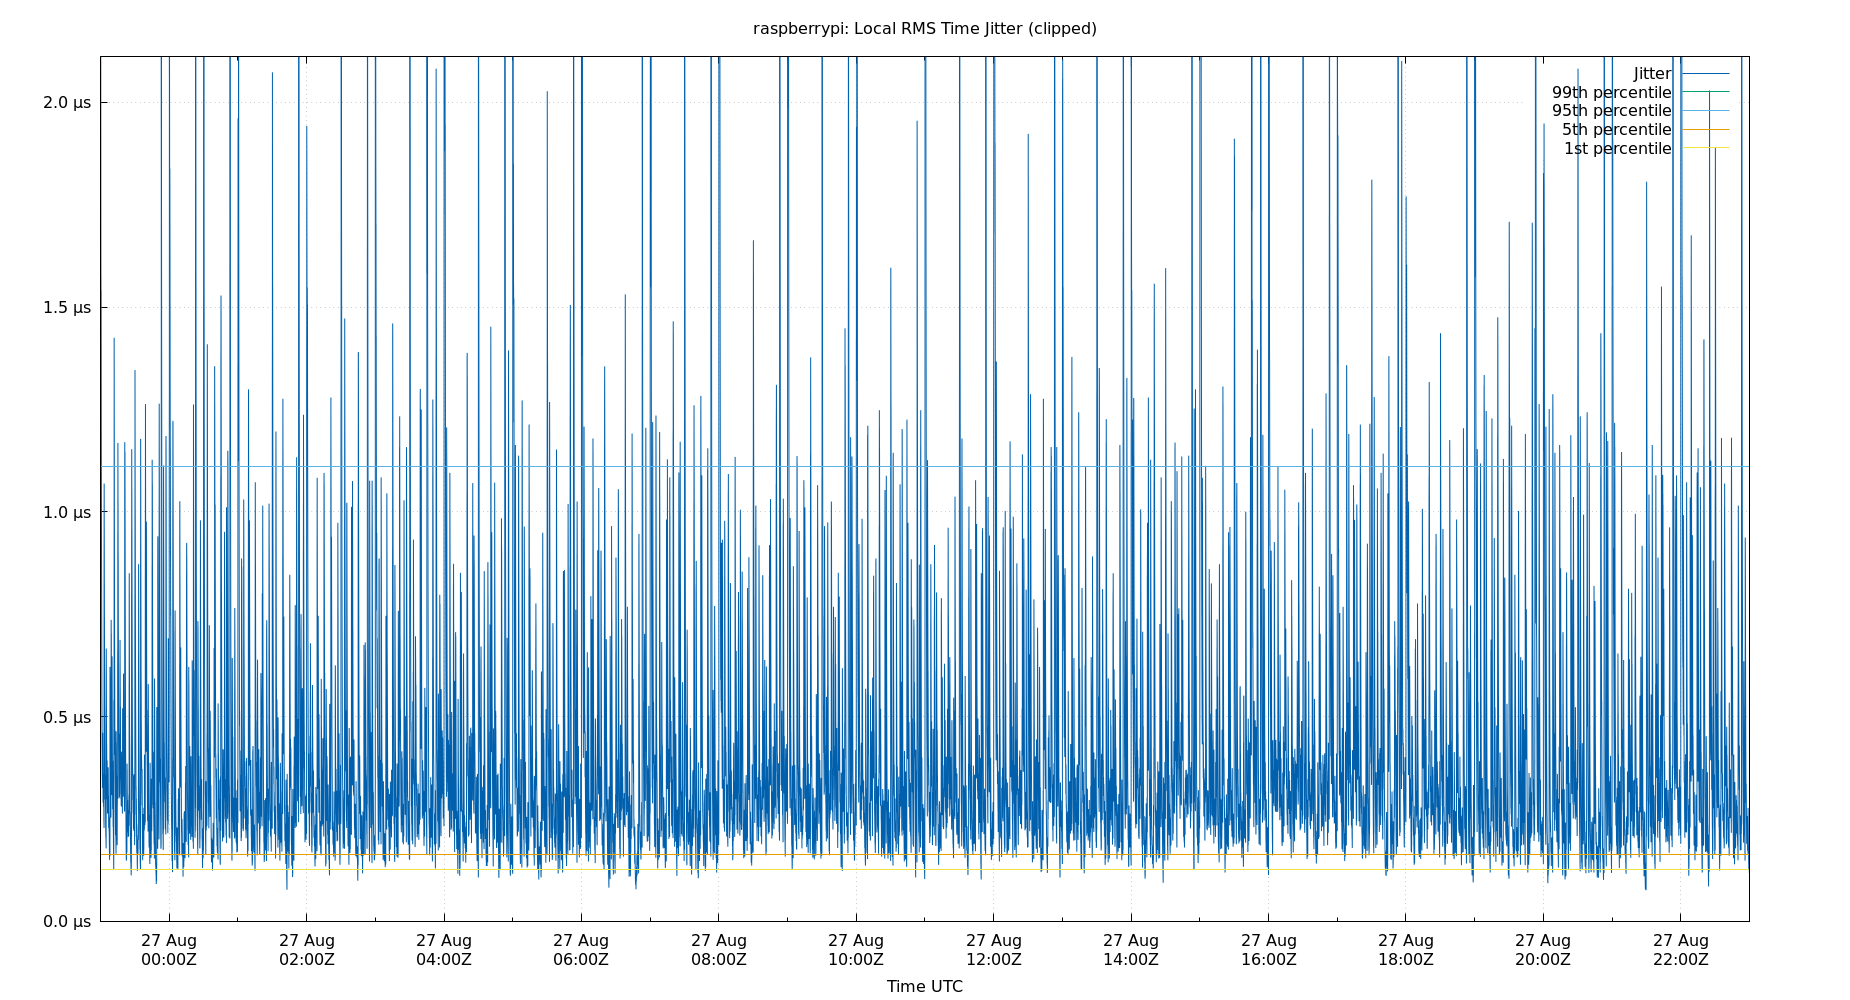 raspberrypi: Local RMS Time Jitter (clipped)
Jitter
99th percentile
95th percentile
5th percentile
1st percentile
2.0 µs
1.5 µs
1.0 µs
0.5 µs
0.0 µs
27 Aug 27 Aug 27 Aug 27 Aug 27 Aug 27 Aug 27 Aug 27 Aug 27 Aug 27 Aug 27 Aug 27 Aug
00:00Z 02:00Z 04:00Z 06:00Z 08:00Z 10:00Z 12:00Z 14:00Z 16:00Z 18:00Z 20:00Z 22:00Z
Time UTC